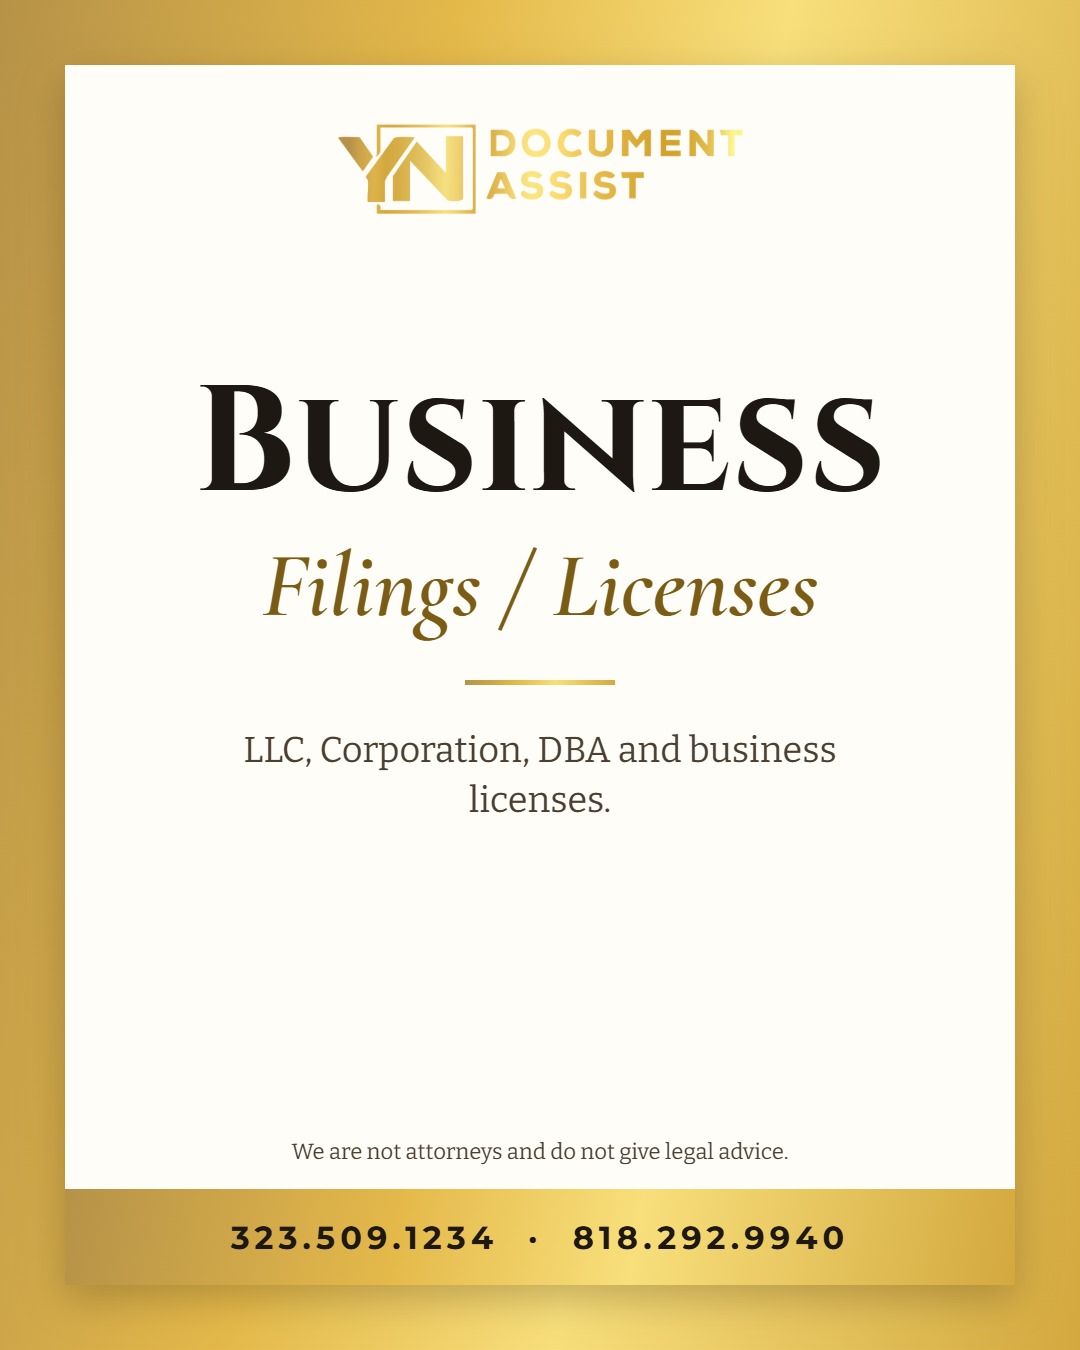 YN DOCUMENT
ASSIST
BUSINESS
Filings / Licenses
LLC, Corporation, DBA and business
licenses.
We are not attorneys and do not give legal advice.
323.509.1234 · 818.292.9940